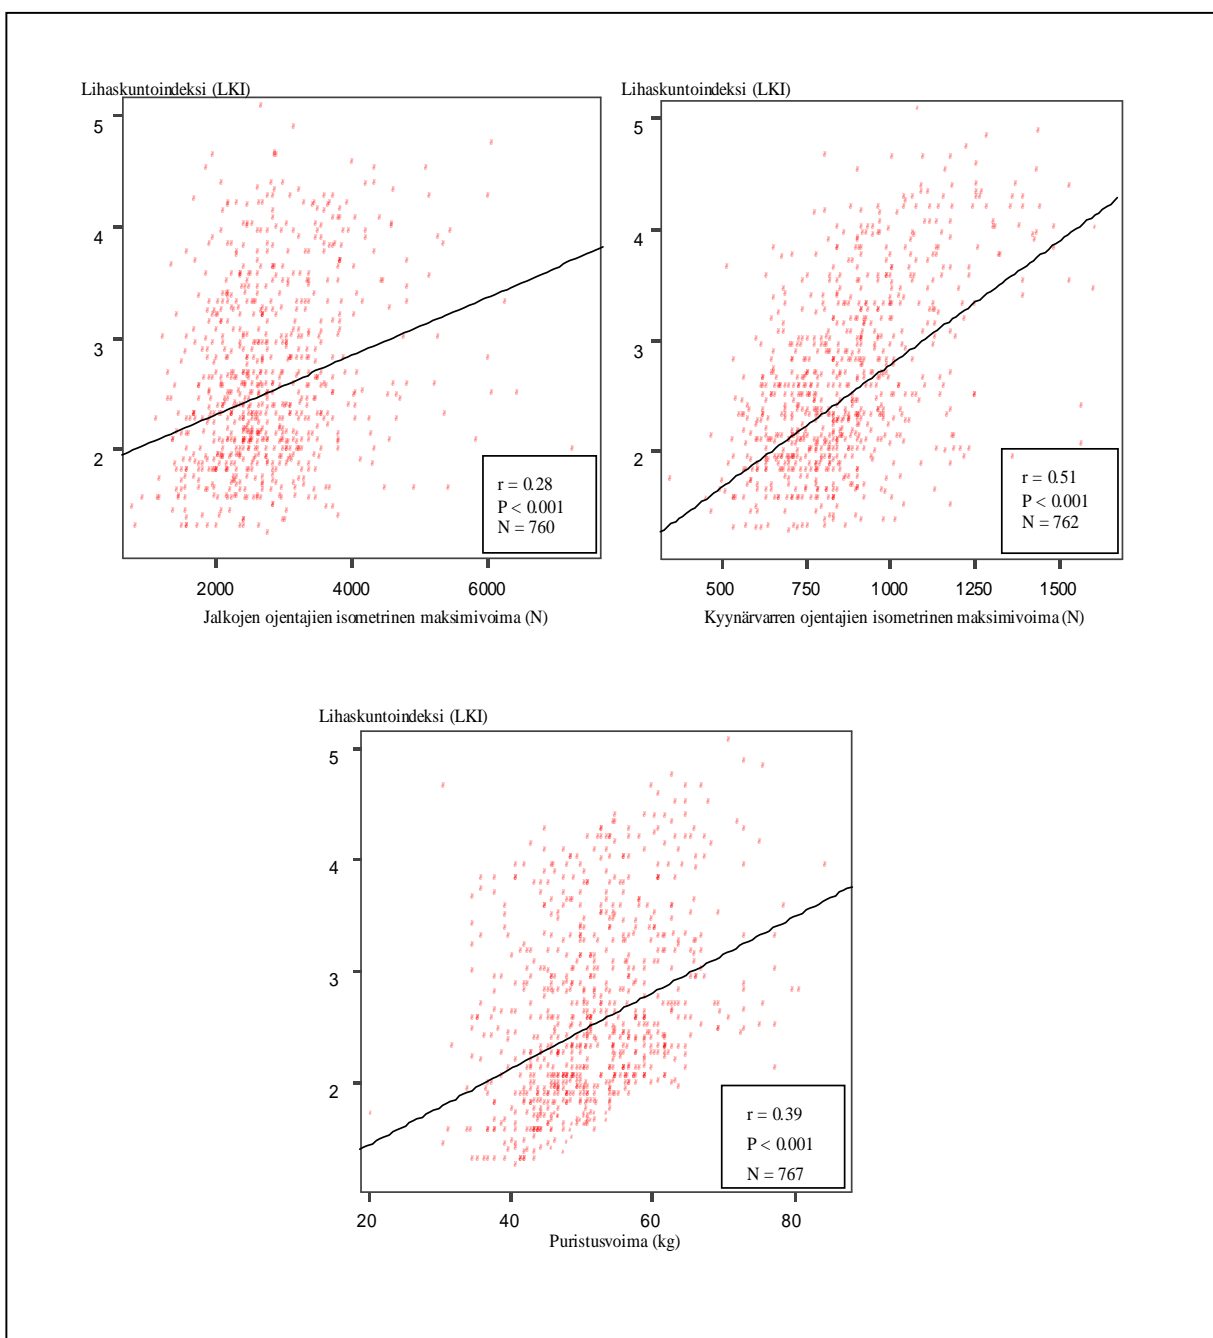 Lihaskuntoindeksi (LKI)
5
4
3
2
r = 0.28
P < 0.001
N = 760
2000 4000 6000
Jalkojen ojentajien isometrinen maksimivoima (N)
Lihaskuntoindeksi (LKI)
5
4
3
2
r = 0.51
P < 0.001
N = 762
500 750 1000 1250 1500
Kyynärvarren ojentajien isometrinen maksimivoima (N)
Lihaskuntoindeksi (LKI)
5
4
3
2
r = 0.39
P < 0.001
N = 767
20 40 60 80
Puristusvoima (kg)